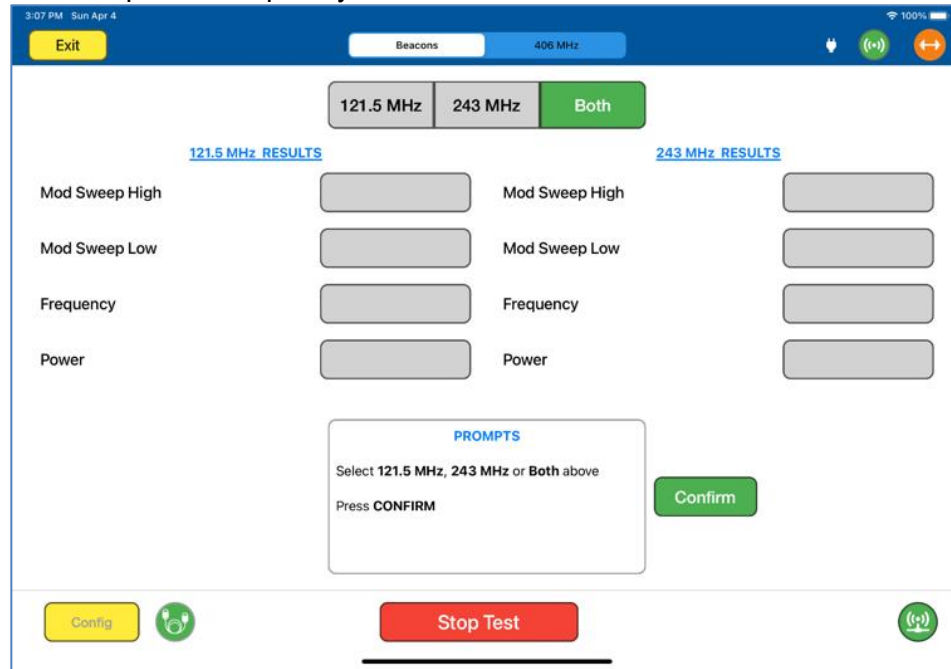 3:07 PM Sun Apr 4
100%
Exit
Beacons
406 MHz
121.5 MHz
243 MHz
Both
121.5 MHz RESULTS
243 MHz RESULTS
Mod Sweep High
Mod Sweep High
Mod Sweep Low
Mod Sweep Low
Frequency
Frequency
Power
Power
PROMPTS
Select 121.5 MHz, 243 MHz or Both above
Press CONFIRM
Confirm
Config
Stop Test